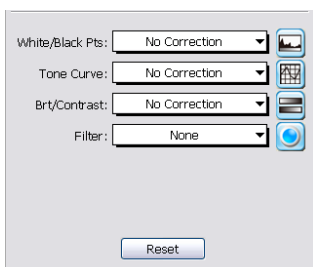 White/Black Pts: No Correction
Tone Curve: No Correction
Brt/Contrast: No Correction
Filter: None
Reset